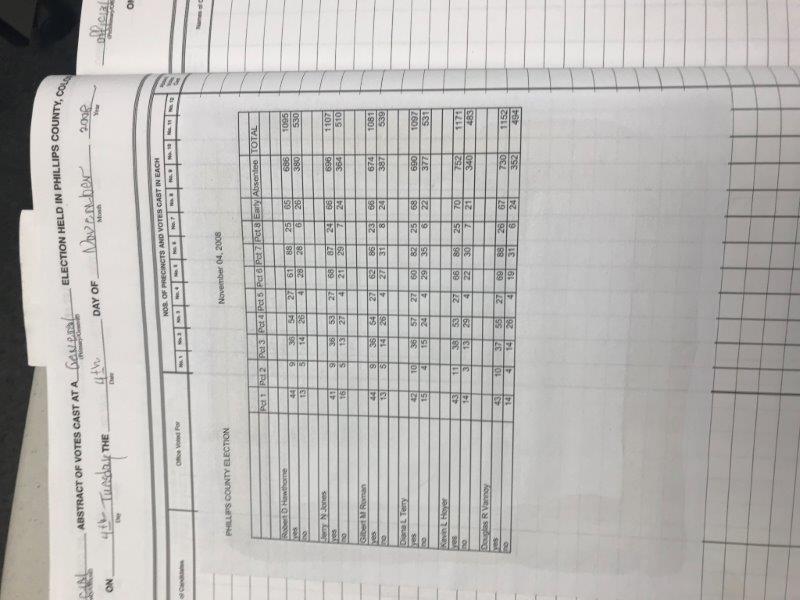 ABSTRACT OF VOTES CAST AT A General ELECTION HELD IN PHILLIPS COUNTY, COLO
ON 4th Tuesday THE 4th DAY OF November 2008
Day Date Month Year
NOS. OF PRECINCTS AND VOTES CAST IN EACH
of Candidates Office Voted For No. 1 No. 2 No. 3 No. 4 No. 5 No. 6 No. 7 No. 8 No. 9 No. 10 No. 11 No. 12
PHILLIPS COUNTY ELECTION November 04, 2008
Pct 1 Pct 2 Pct 3 Pct 4 Pct 5 Pct 6 Pct 7 Pct 8 Early Absentee TOTAL
Robert D Hawthorne
yes 44 9 36 54 27 61 88 25 65 686 1095
no 13 5 14 26 4 28 28 6 26 380 530
Jerry N Jones
yes 41 9 36 53 27 68 87 24 66 696 1107
no 16 5 13 27 4 21 29 7 24 364 510
Gilbert M Roman
yes 44 9 36 54 27 62 86 23 66 674 1081
no 13 5 14 26 4 27 31 8 24 387 539
Diana L Terry
yes 42 10 36 57 27 60 82 25 68 690 1097
no 15 4 15 24 4 29 35 6 22 377 531
Kevin L Hoyer
yes 43 11 38 53 27 66 86 25 70 752 1171
no 14 3 13 29 4 22 30 7 21 340 483
Douglas R Vannoy
yes 43 10 37 55 27 69 88 26 67 730 1152
no 14 4 14 26 4 19 31 6 24 352 494
Official
Names of C